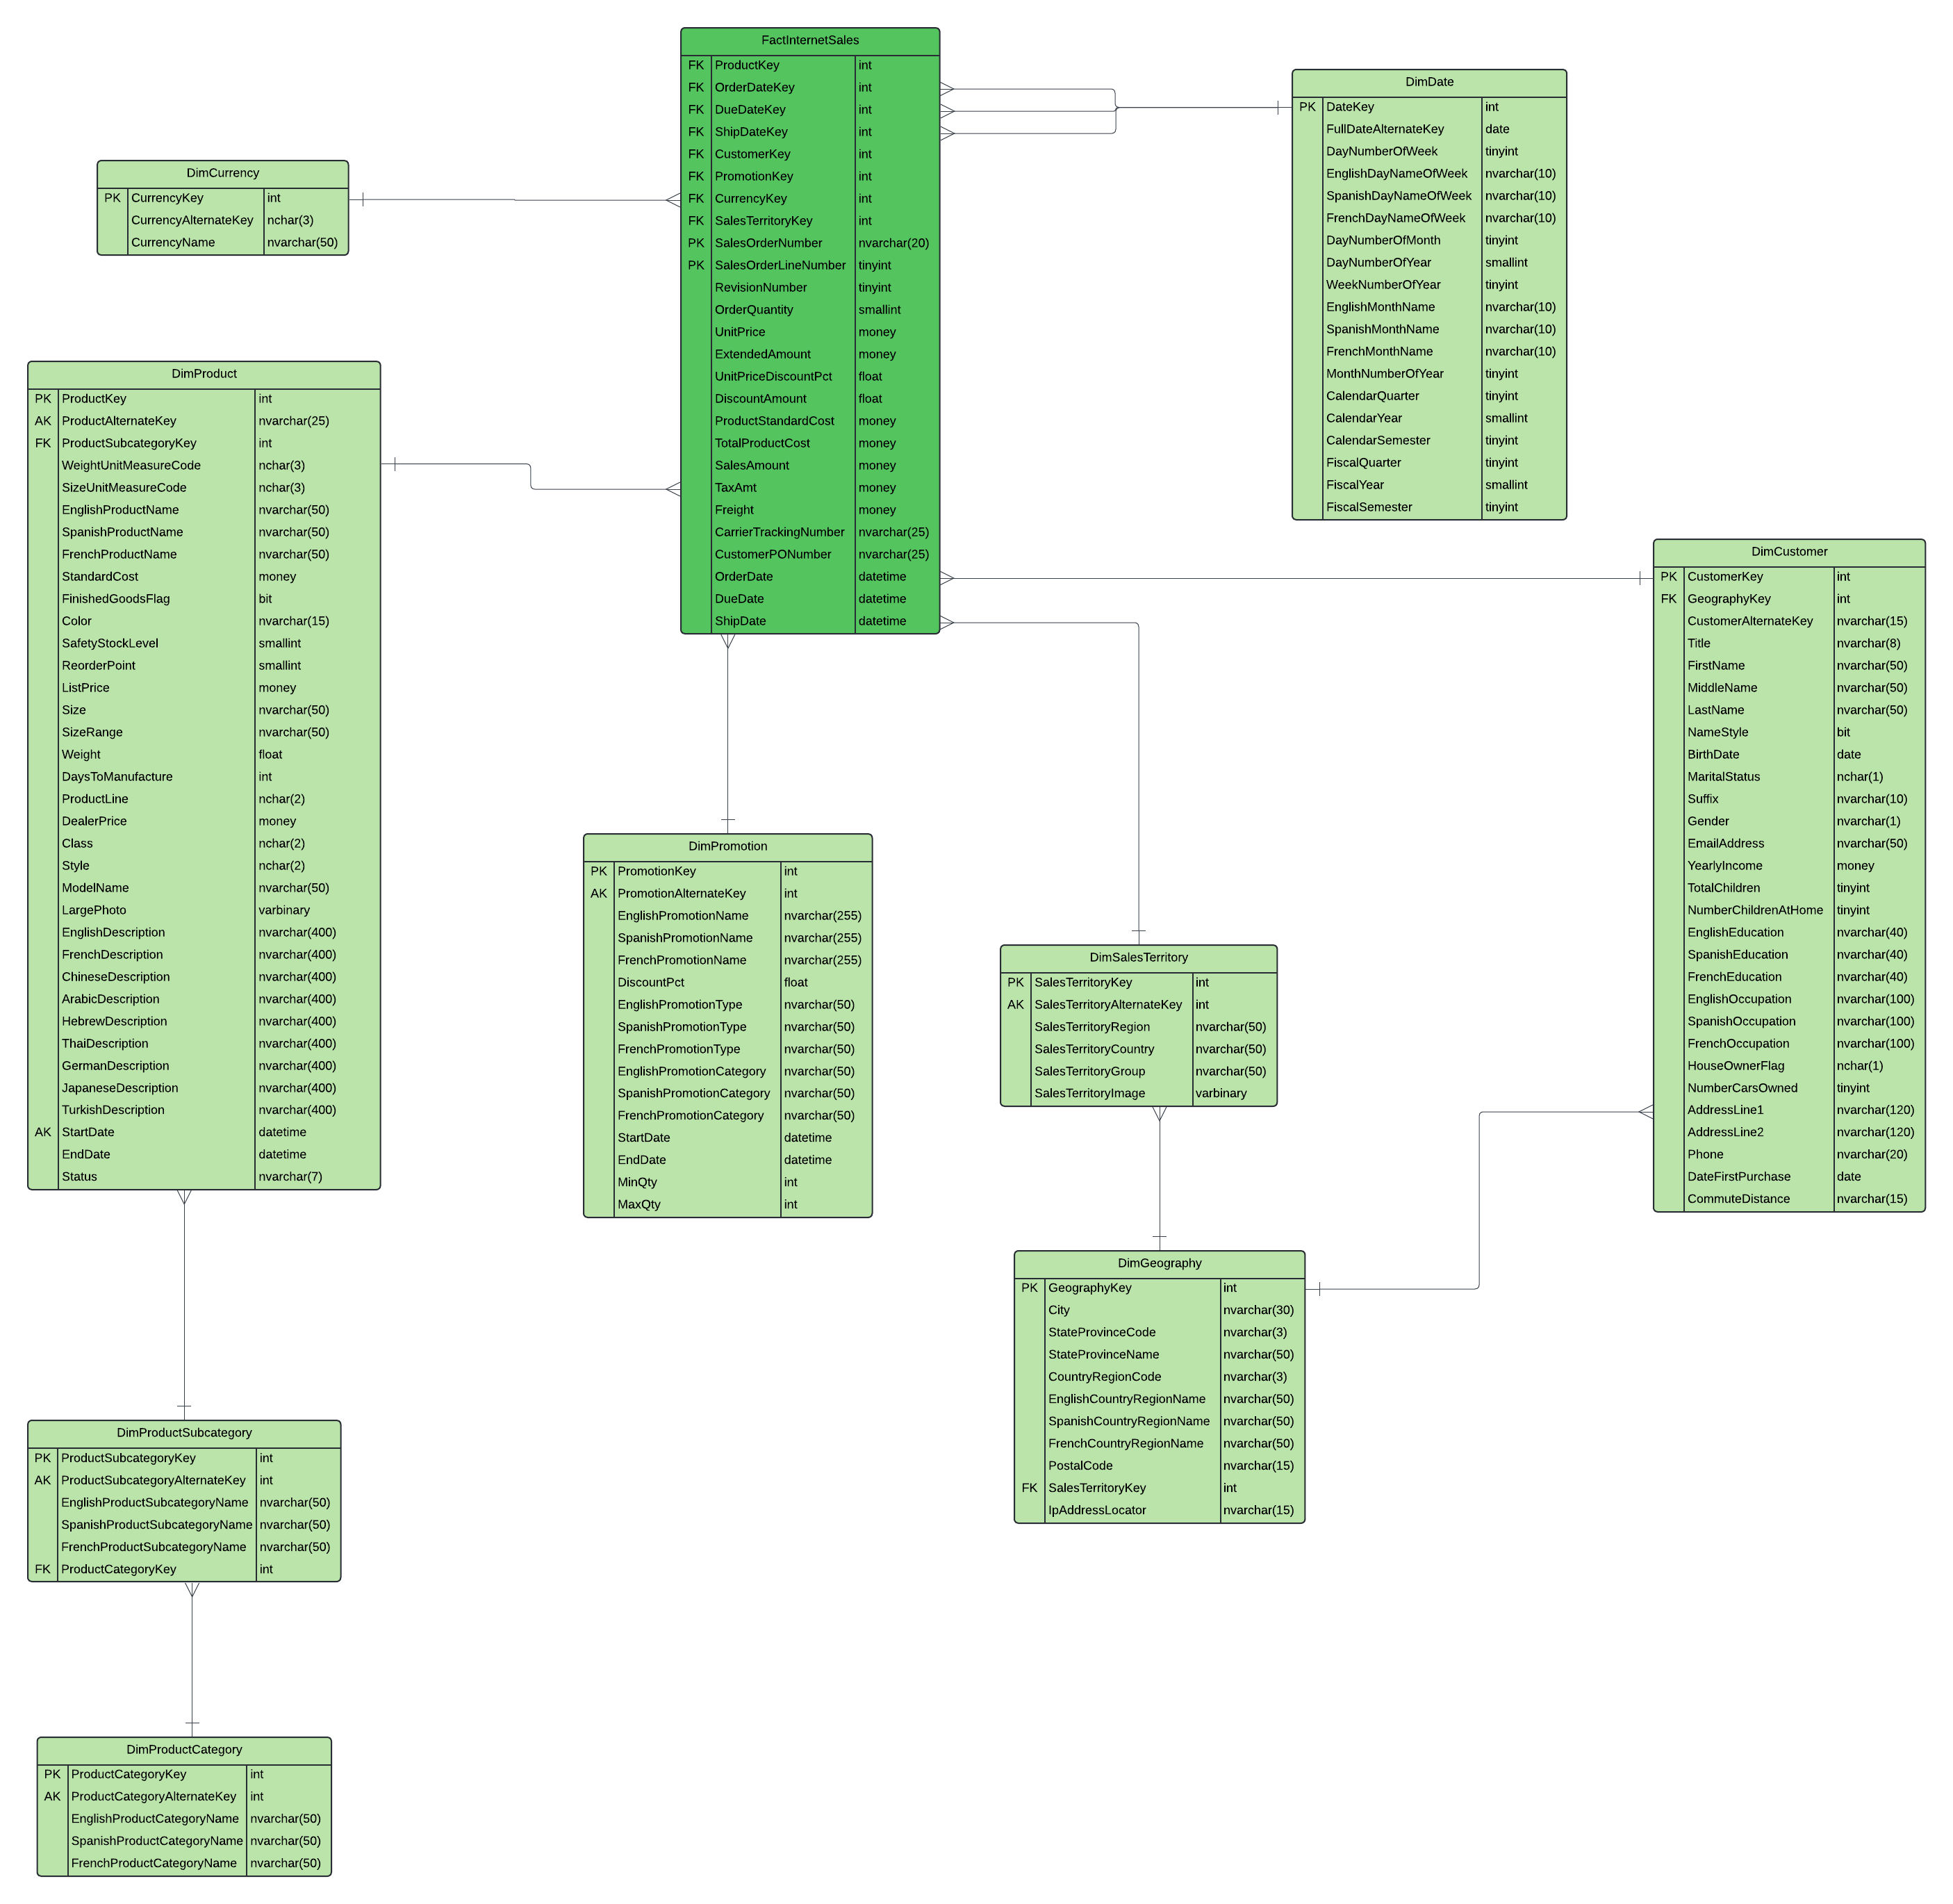 FactInternetSales
FK ProductKey int
FK OrderDateKey int
FK DueDateKey int
FK ShipDateKey int
FK CustomerKey int
FK PromotionKey int
FK CurrencyKey int
FK SalesTerritoryKey int
PK SalesOrderNumber nvarchar(20)
PK SalesOrderLineNumber tinyint
RevisionNumber tinyint
OrderQuantity smallint
UnitPrice money
ExtendedAmount money
UnitPriceDiscountPct float
DiscountAmount float
ProductStandardCost money
TotalProductCost money
SalesAmount money
TaxAmt money
Freight money
CarrierTrackingNumber nvarchar(25)
CustomerPONumber nvarchar(25)
OrderDate datetime
DueDate datetime
ShipDate datetime
DimDate
PK DateKey int
FullDateAlternateKey date
DayNumberOfWeek tinyint
EnglishDayNameOfWeek nvarchar(10)
SpanishDayNameOfWeek nvarchar(10)
FrenchDayNameOfWeek nvarchar(10)
DayNumberOfMonth tinyint
DayNumberOfYear smallint
WeekNumberOfYear tinyint
EnglishMonthName nvarchar(10)
SpanishMonthName nvarchar(10)
FrenchMonthName nvarchar(10)
MonthNumberOfYear tinyint
CalendarQuarter tinyint
CalendarYear smallint
CalendarSemester tinyint
FiscalQuarter tinyint
FiscalYear smallint
FiscalSemester tinyint
DimCurrency
PK CurrencyKey int
CurrencyAlternateKey nchar(3)
CurrencyName nvarchar(50)
DimProduct
PK ProductKey int
AK ProductAlternateKey nvarchar(25)
FK ProductSubcategoryKey int
WeightUnitMeasureCode nchar(3)
SizeUnitMeasureCode nchar(3)
EnglishProductName nvarchar(50)
SpanishProductName nvarchar(50)
FrenchProductName nvarchar(50)
StandardCost money
FinishedGoodsFlag bit
Color nvarchar(15)
SafetyStockLevel smallint
ReorderPoint smallint
ListPrice money
Size nvarchar(50)
SizeRange nvarchar(50)
Weight float
DaysToManufacture int
ProductLine nchar(2)
DealerPrice money
Class nchar(2)
Style nchar(2)
ModelName nvarchar(50)
LargePhoto varbinary
EnglishDescription nvarchar(400)
FrenchDescription nvarchar(400)
ChineseDescription nvarchar(400)
ArabicDescription nvarchar(400)
HebrewDescription nvarchar(400)
ThaiDescription nvarchar(400)
GermanDescription nvarchar(400)
JapaneseDescription nvarchar(400)
TurkishDescription nvarchar(400)
AK StartDate datetime
EndDate datetime
Status nvarchar(7)
DimCustomer
PK CustomerKey int
FK GeographyKey int
CustomerAlternateKey nvarchar(15)
Title nvarchar(8)
FirstName nvarchar(50)
MiddleName nvarchar(50)
LastName nvarchar(50)
NameStyle bit
BirthDate date
MaritalStatus nchar(1)
Suffix nvarchar(10)
Gender nvarchar(1)
EmailAddress nvarchar(50)
YearlyIncome money
TotalChildren tinyint
NumberChildrenAtHome tinyint
EnglishEducation nvarchar(40)
SpanishEducation nvarchar(40)
FrenchEducation nvarchar(40)
EnglishOccupation nvarchar(100)
SpanishOccupation nvarchar(100)
FrenchOccupation nvarchar(100)
HouseOwnerFlag nchar(1)
NumberCarsOwned tinyint
AddressLine1 nvarchar(120)
AddressLine2 nvarchar(120)
Phone nvarchar(20)
DateFirstPurchase date
CommuteDistance nvarchar(15)
DimPromotion
PK PromotionKey int
AK PromotionAlternateKey int
EnglishPromotionName nvarchar(255)
SpanishPromotionName nvarchar(255)
FrenchPromotionName nvarchar(255)
DiscountPct float
EnglishPromotionType nvarchar(50)
SpanishPromotionType nvarchar(50)
FrenchPromotionType nvarchar(50)
EnglishPromotionCategory nvarchar(50)
SpanishPromotionCategory nvarchar(50)
FrenchPromotionCategory nvarchar(50)
StartDate datetime
EndDate datetime
MinQty int
MaxQty int
DimSalesTerritory
PK SalesTerritoryKey int
AK SalesTerritoryAlternateKey int
SalesTerritoryRegion nvarchar(50)
SalesTerritoryCountry nvarchar(50)
SalesTerritoryGroup nvarchar(50)
SalesTerritoryImage varbinary
DimGeography
PK GeographyKey int
City nvarchar(30)
StateProvinceCode nvarchar(3)
StateProvinceName nvarchar(50)
CountryRegionCode nvarchar(3)
EnglishCountryRegionName nvarchar(50)
SpanishCountryRegionName nvarchar(50)
FrenchCountryRegionName nvarchar(50)
PostalCode nvarchar(15)
FK SalesTerritoryKey int
IpAddressLocator nvarchar(15)
DimProductSubcategory
PK ProductSubcategoryKey int
AK ProductSubcategoryAlternateKey int
EnglishProductSubcategoryName nvarchar(50)
SpanishProductSubcategoryName nvarchar(50)
FrenchProductSubcategoryName nvarchar(50)
FK ProductCategoryKey int
DimProductCategory
PK ProductCategoryKey int
AK ProductCategoryAlternateKey int
EnglishProductCategoryName nvarchar(50)
SpanishProductCategoryName nvarchar(50)
FrenchProductCategoryName nvarchar(50)